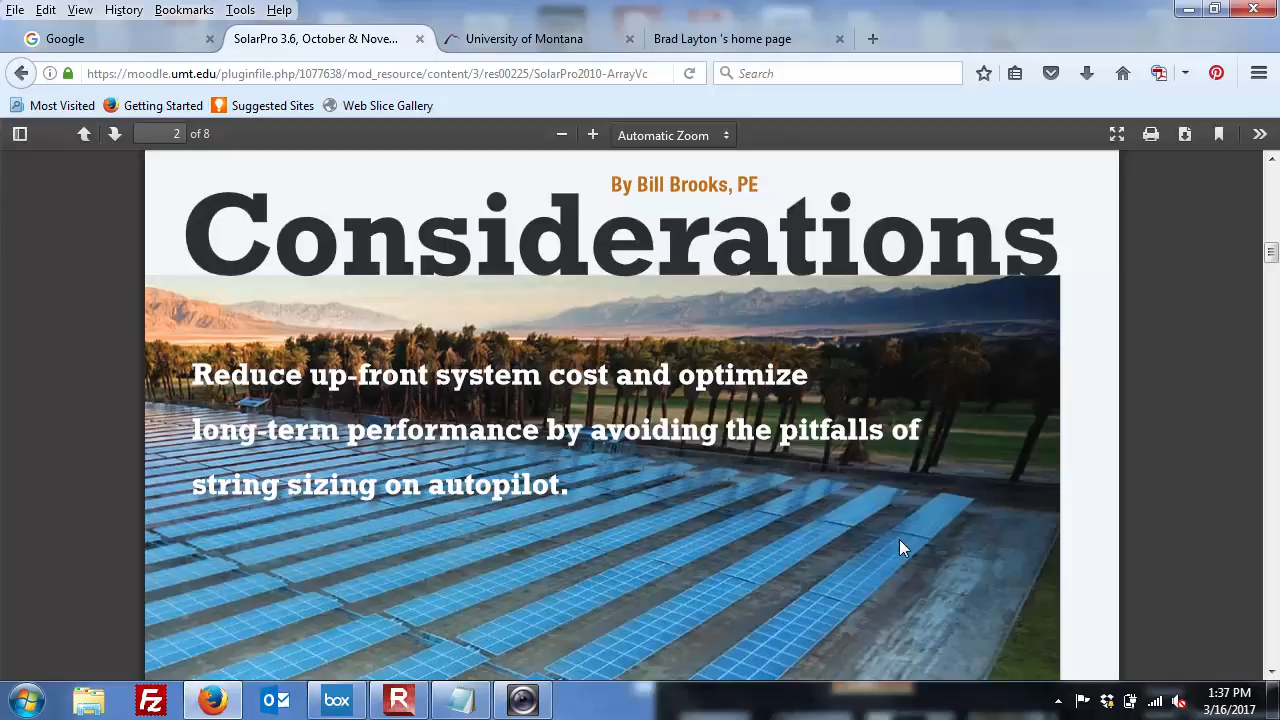 File Edit View History Bookmarks Tools Help
Google
SolarPro 3.6, October & Nove...
University of Montana
Brad Layton 's home page
https://moodle.umt.edu/pluginfile.php/1087638/mod_resource/content/3/res00225/SolarPro2010-ArrayVc
Search
Most Visited Getting Started Suggested Sites Web Slice Gallery
2 of 8
Automatic Zoom
By Bill Brooks, PE
Considerations
Reduce up-front system cost and optimize
long-term performance by avoiding the pitfalls of
string sizing on autopilot.
box
1:37 PM
3/16/2017